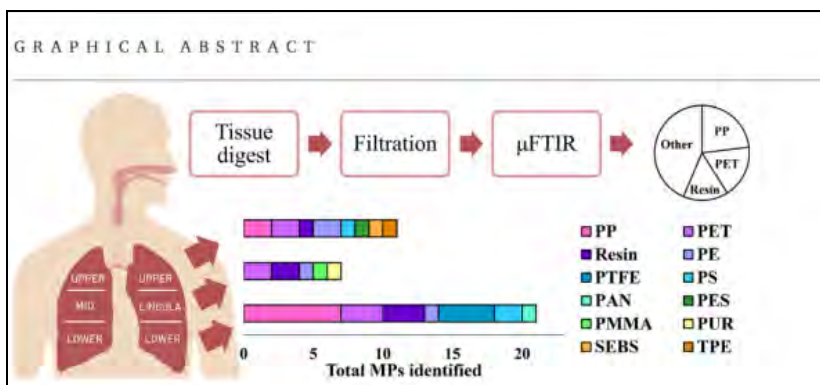 GRAPHICAL ABSTRACT
Tissue digest
Filtration
μFTIR
Other
PP
PET
Resin
UPPER
UPPER
MID
LINGULA
LOWER
LOWER
PP
PET
Resin
PE
PTFE
PS
PAN
PES
PMMA
PUR
SEBS
TPE
0
5
10
15
20
Total MPs identified